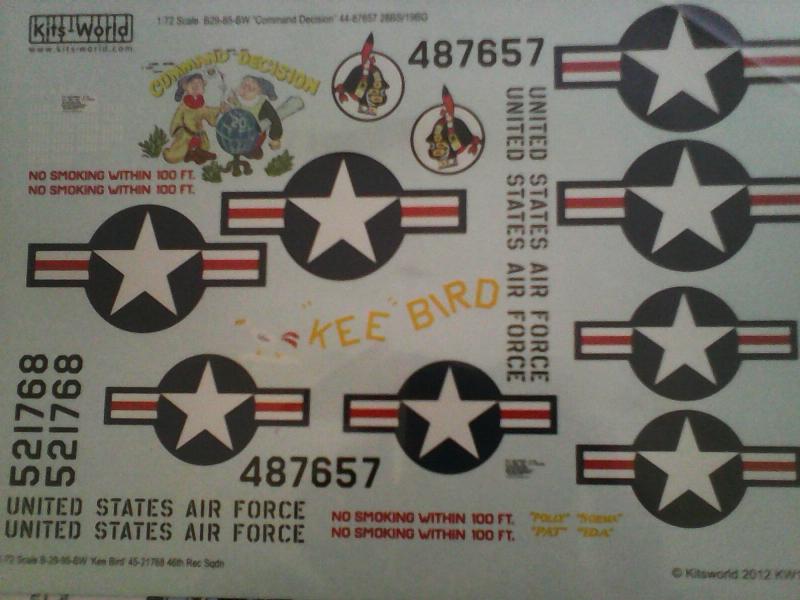 Kits-World
www.kits-world.com
1:72 Scale B29-85-BW "Command Decision" 44-87657 28BS/19BG
COMMAND DECISION
487657
NO SMOKING WITHIN 100 FT.
NO SMOKING WITHIN 100 FT.
UNITED STATES AIR FORCE
UNITED STATES AIR FORCE
"KEE" BIRD
521768
521768
487657
UNITED STATES AIR FORCE
UNITED STATES AIR FORCE
NO SMOKING WITHIN 100 FT.
NO SMOKING WITHIN 100 FT.
"POLLY" "NORMA"
"PAT" "IDA"
:72 Scale B-29-95-BW 'Kee Bird' 45-21768 46th Rec Sqdn
© Kitsworld 2012 KW1